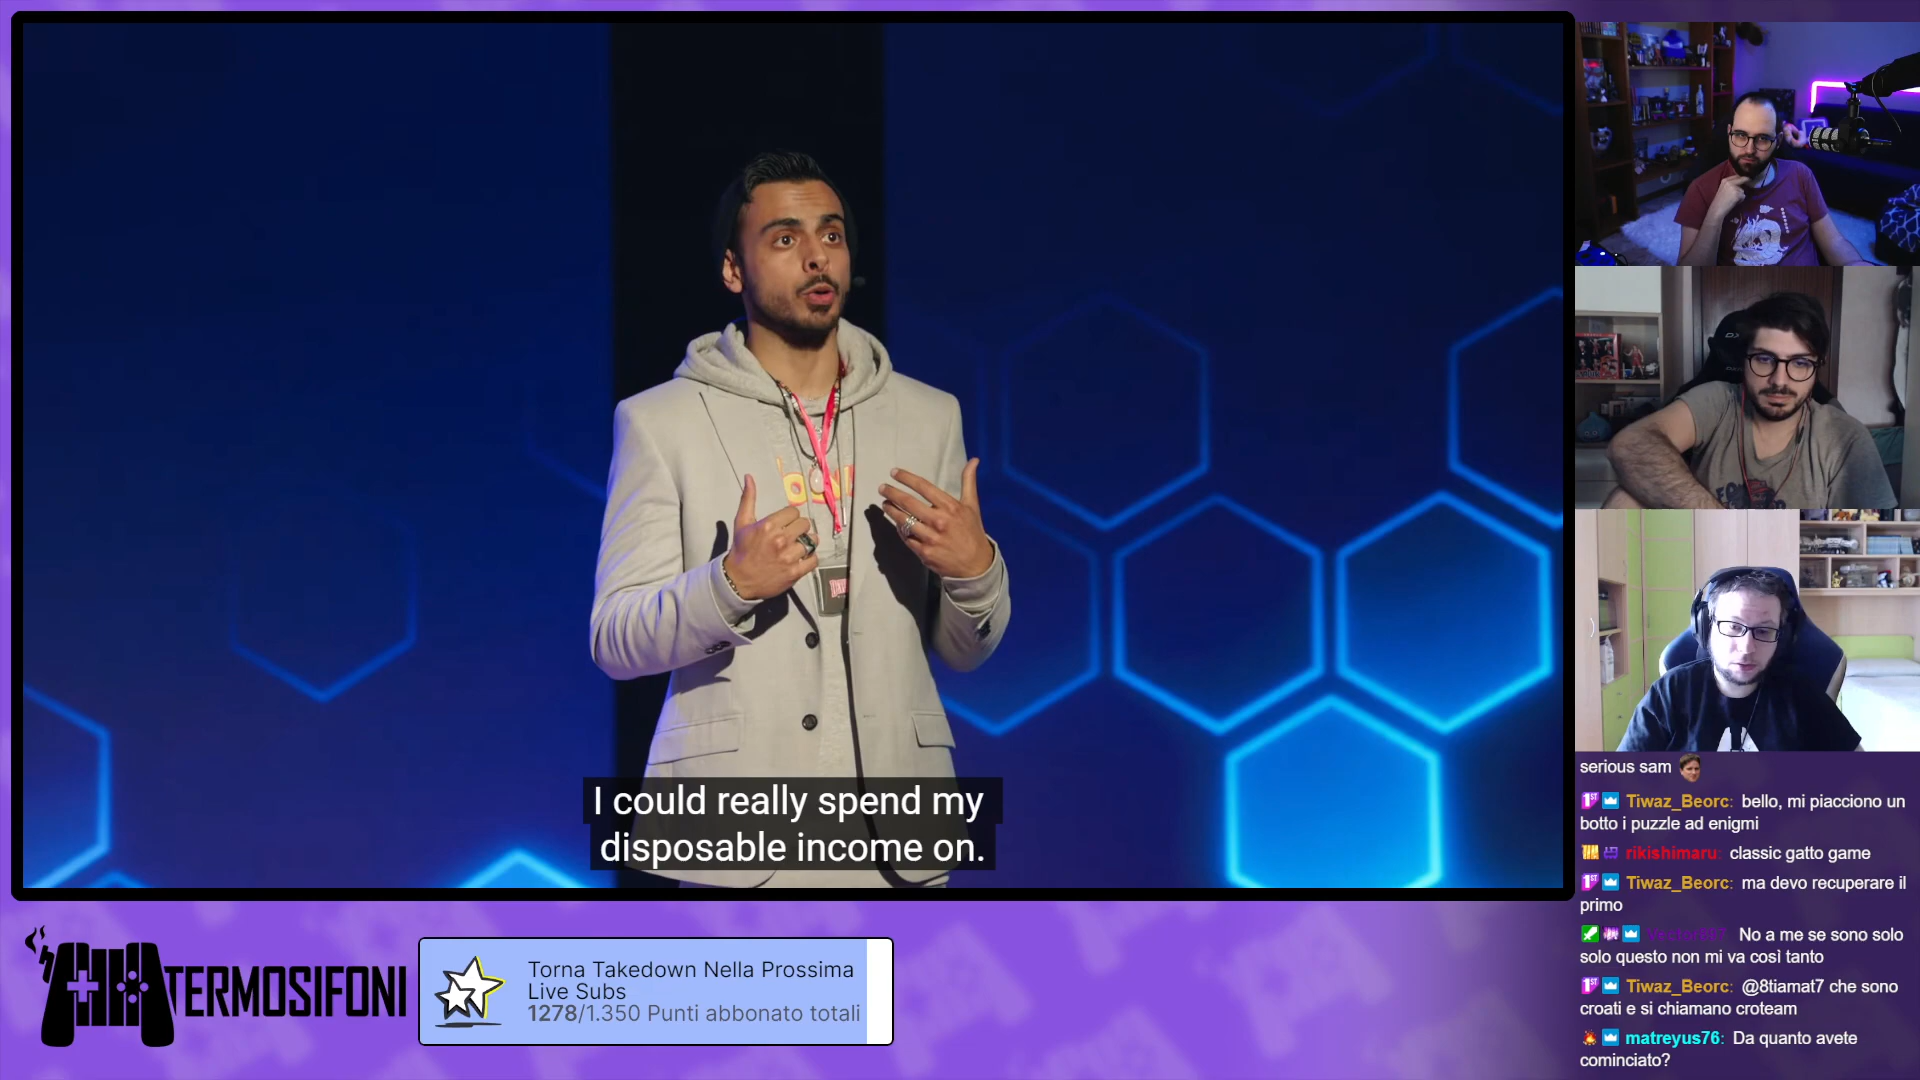 I could really spend my
disposable income on.
TERMOSIFONI
Torna Takedown Nella Prossima
Live Subs
1278/1.350 Punti abbonato totali
serious sam
Tiwaz_Beorc: bello, mi piacciono un
botto i puzzle ad enigmi
rikishimaru: classic gatto game
Tiwaz_Beorc: ma devo recuperare il
primo
No a me se sono solo
solo questo non mi va così tanto
Tiwaz_Beorc: @8tiamat7 che sono
croati e si chiamano croteam
matreyus76: Da quanto avete
cominciato?